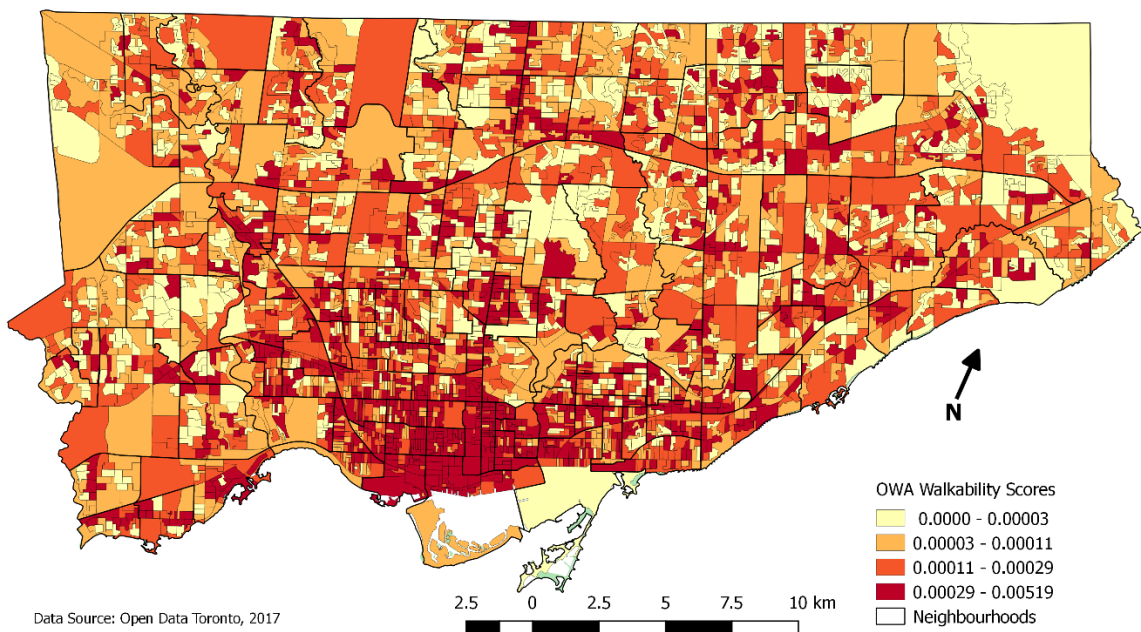 N
OWA Walkability Scores
0.0000 - 0.00003
0.00003 - 0.00011
0.00011 - 0.00029
0.00029 - 0.00519
Neighbourhoods
Data Source: Open Data Toronto, 2017
2.5 0 2.5 5 7.5 10 km